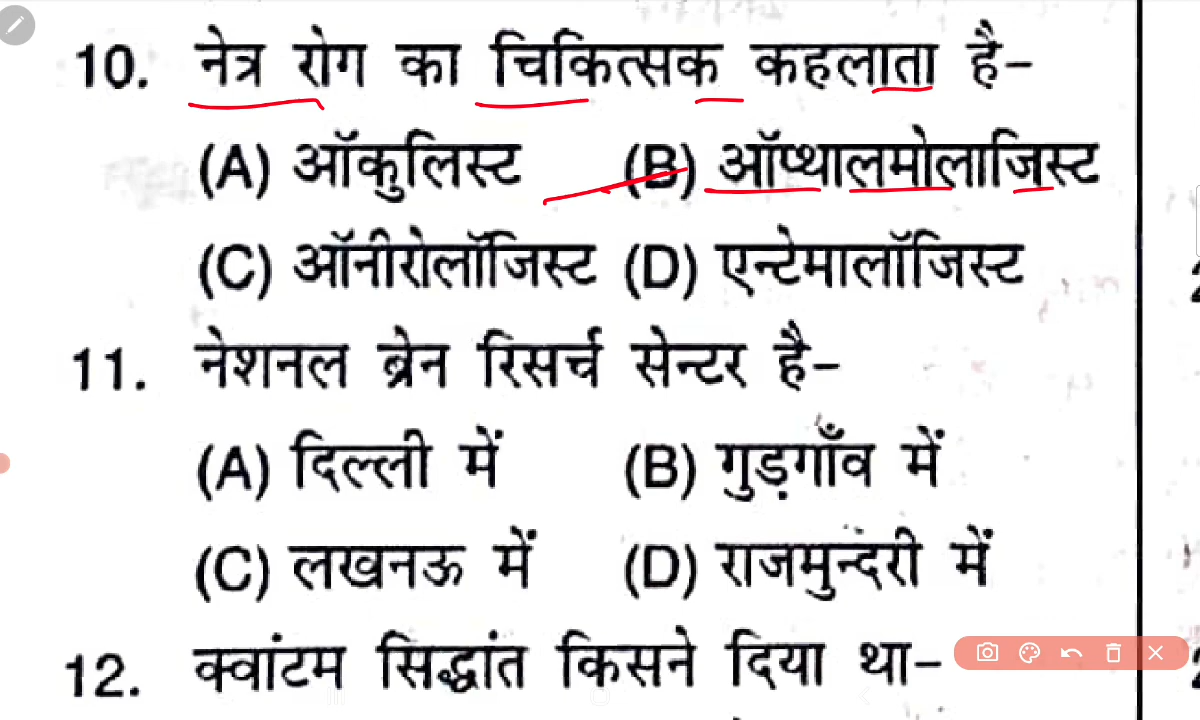 10. नेत्र रोग का चिकित्सक कहलाता है-
(A) ऑकुलिस्ट (B) ऑप्थालमोलाजिस्ट
(C) ऑनीरोलॉजिस्ट (D) एन्टेमालॉजिस्ट
11. नेशनल ब्रेन रिसर्च सेन्टर है-
(A) दिल्ली में (B) गुड़गाँव में
(C) लखनऊ में (D) राजमुन्दरी में
12. क्वांटम सिद्धांत किसने दिया था-